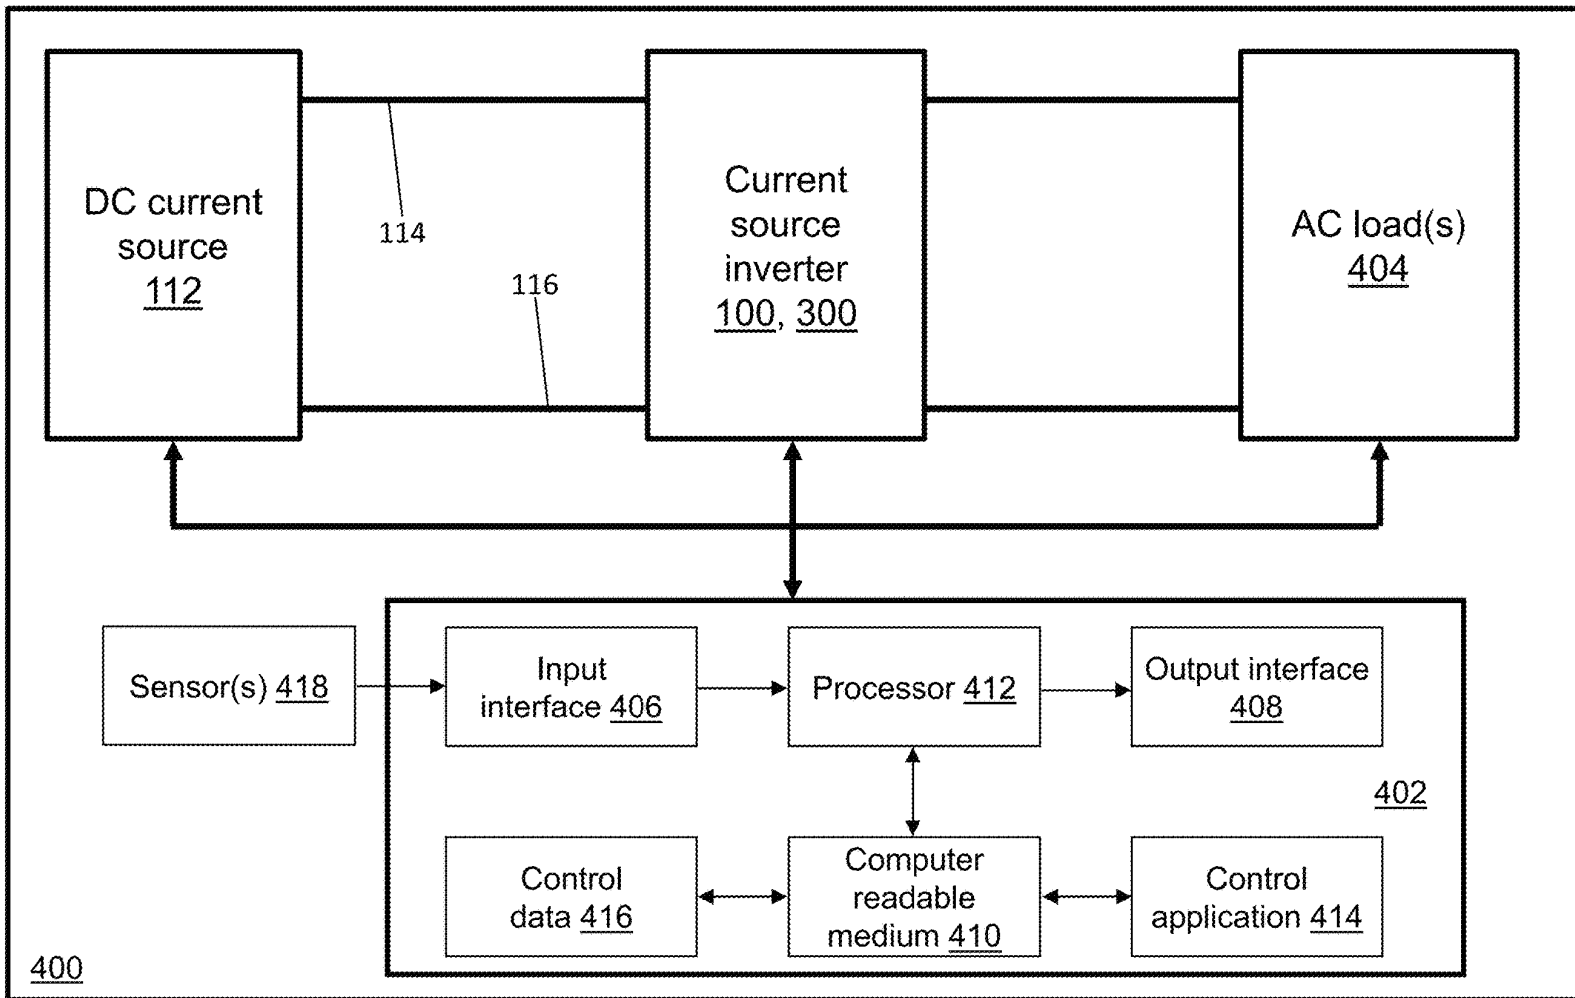 DC current
source
112
114
116
Current
source
inverter
100, 300
AC load(s)
404
Sensor(s) 418
Input
interface 406
Processor 412
Output interface
408
402
Control
data 416
Computer
readable
medium 410
Control
application 414
400